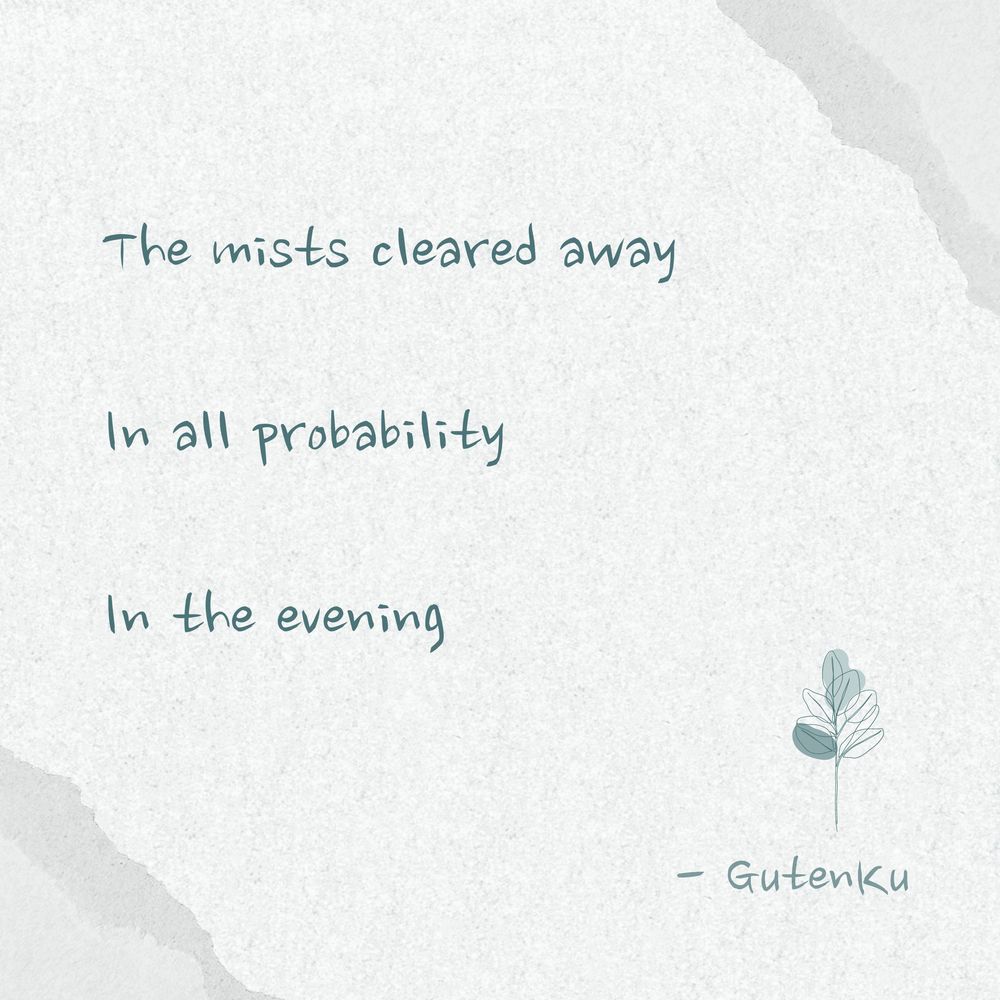 The mists cleared away
In all probability
In the evening
- GutenKu